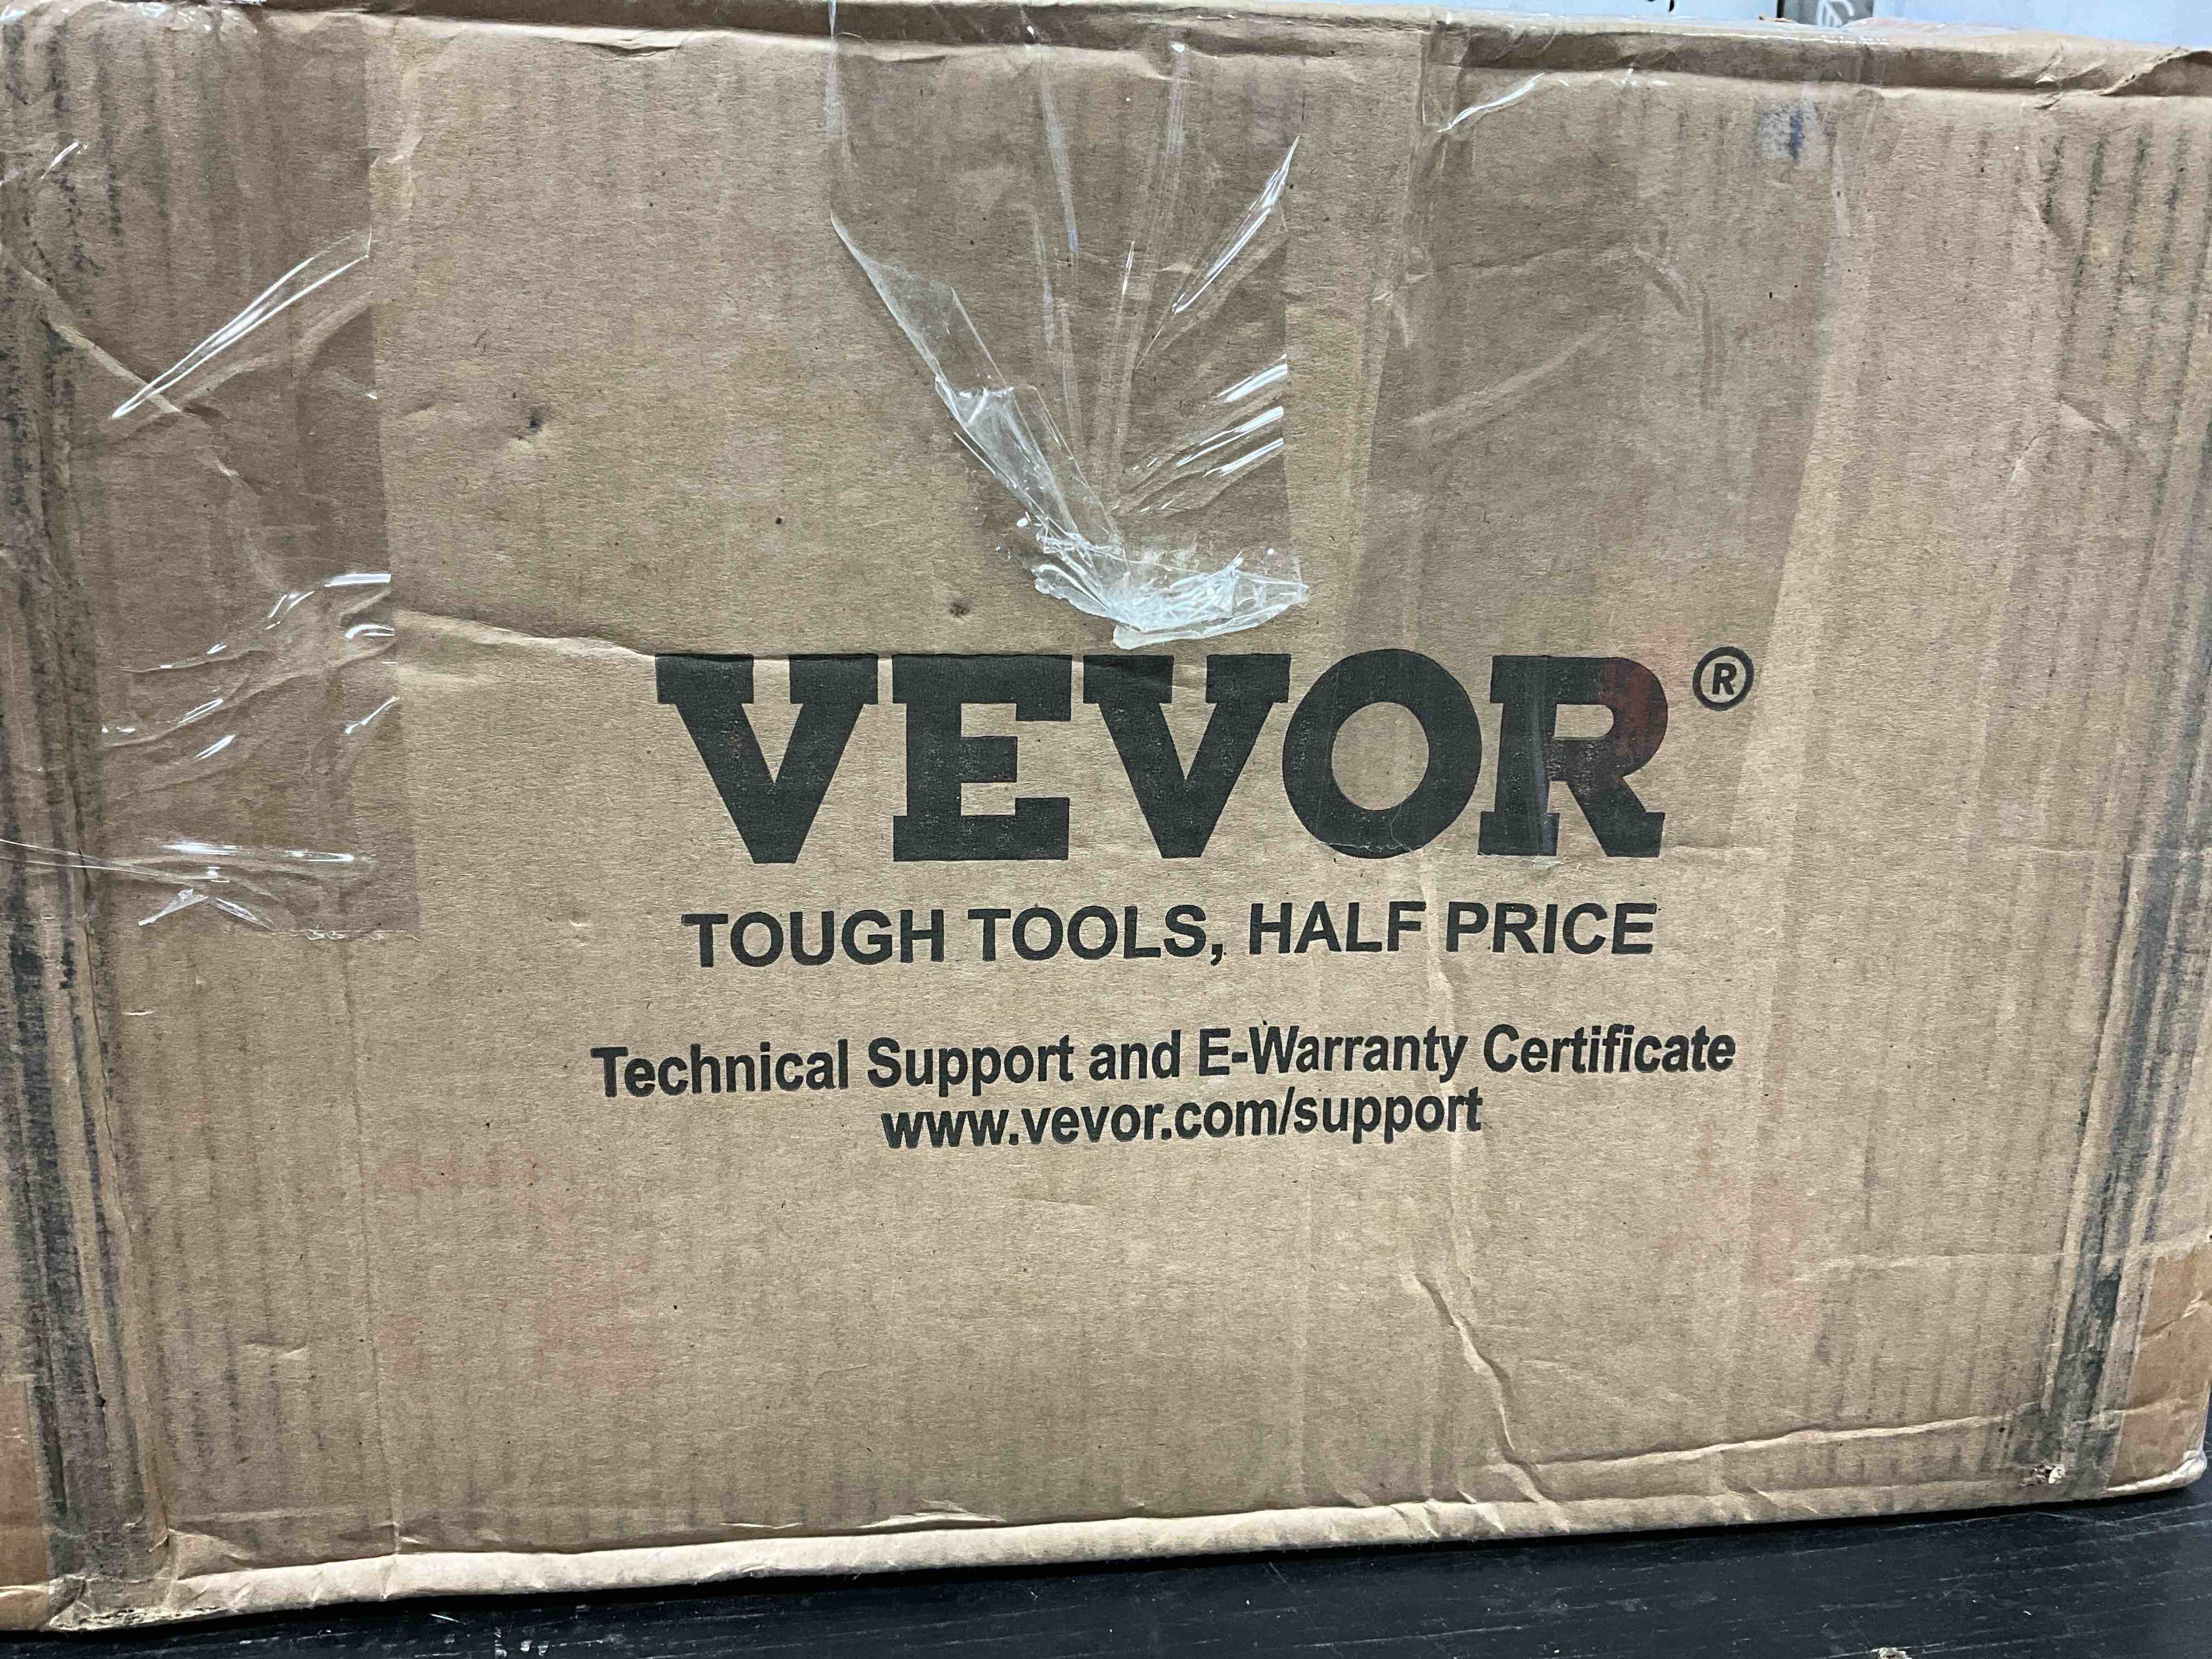 VEVOR®
TOUGH TOOLS, HALF PRICE
Technical Support and E-Warranty Certificate
www.vevor.com/support